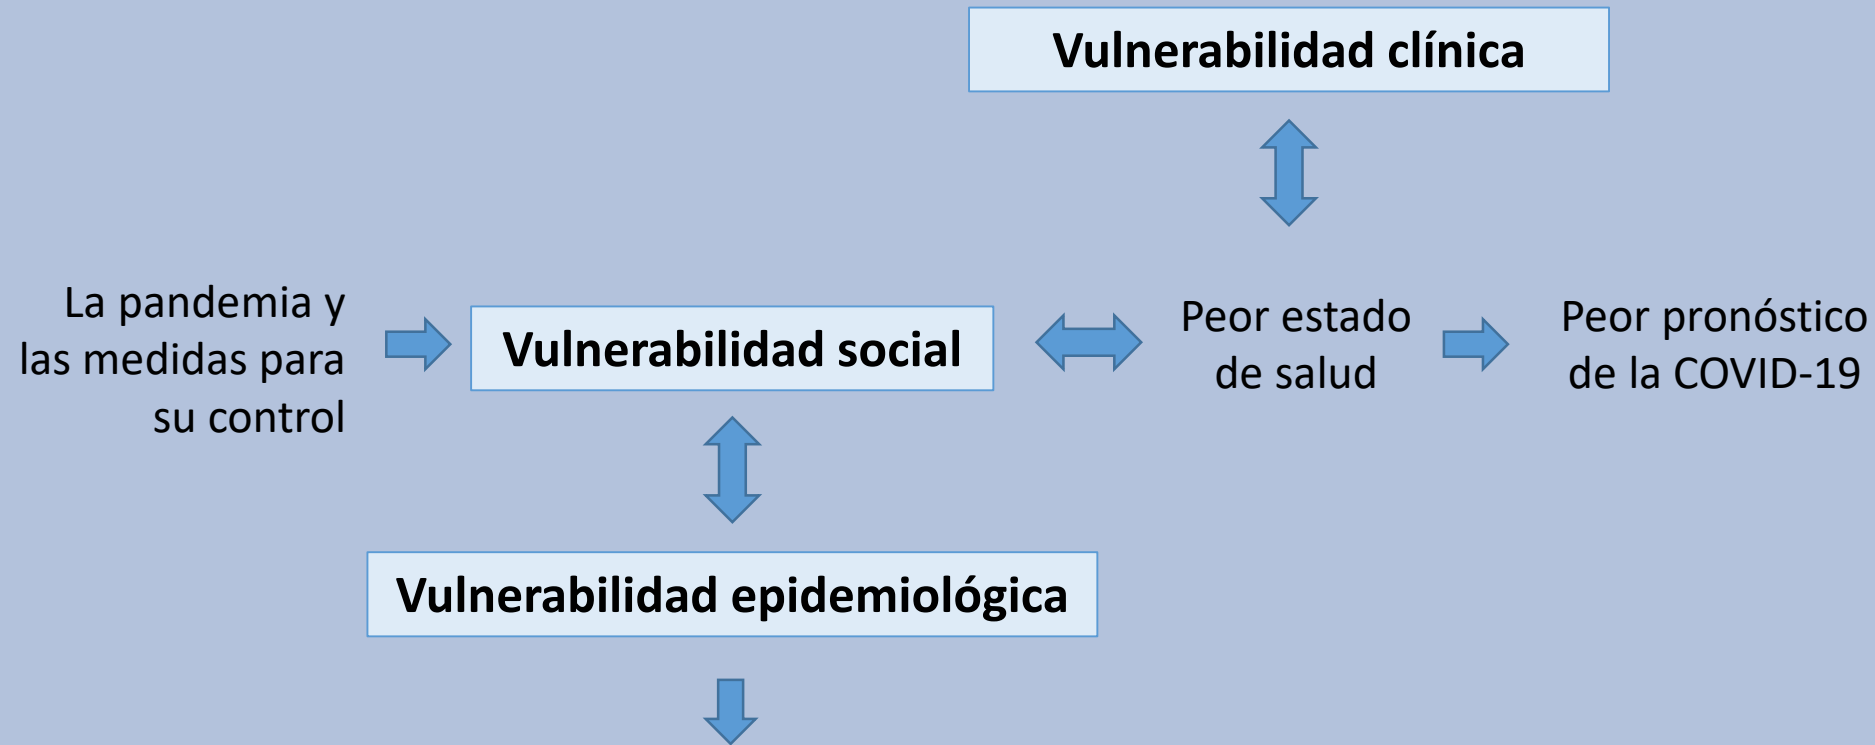 Vulnerabilidad clínica
La pandemia y
las medidas para
su control
Vulnerabilidad social
Peor estado
de salud
Peor pronóstico
de la COVID-19
Vulnerabilidad epidemiológica